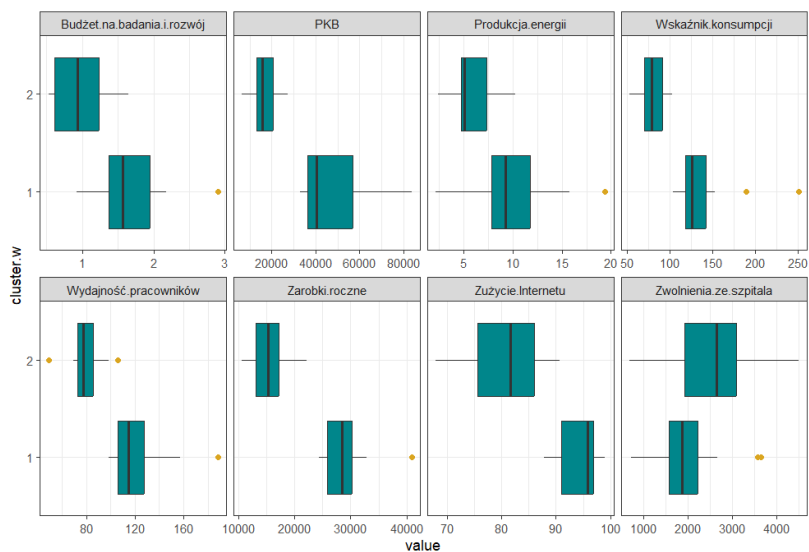 Budżet.na.badania.i.rozwój PKB Produkcja.energii Wskaźnik.konsumpcji
2
1
1 2 3 20000 40000 60000 80000 5 10 15 20 50 100 150 200 250
cluster.w
Wydajność.pracowników Zarobki.roczne Zużycie.Internetu Zwolnienia.ze.szpitala
2
1
80 120 160 10000 20000 30000 40000 70 80 90 100 1000 2000 3000 4000
value